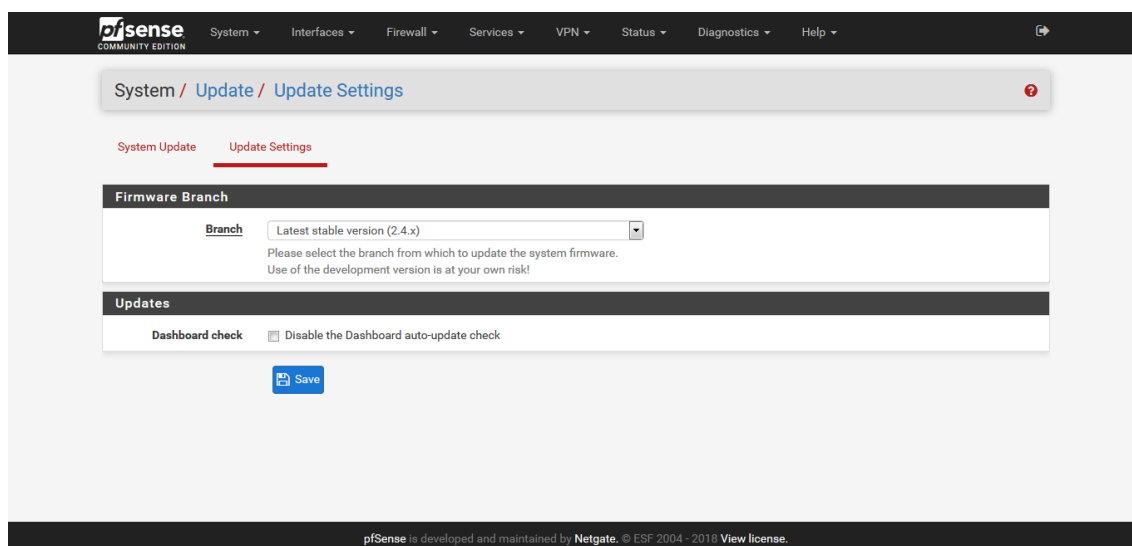 pfsense System Interfaces Firewall Services VPN Status Diagnostics Help
COMMUNITY EDITION
System / Update / Update Settings
System Update Update Settings
Firmware Branch
Branch Latest stable version (2.4.x)
Please select the branch from which to update the system firmware.
Use of the development version is at your own risk!
Updates
Dashboard check Disable the Dashboard auto-update check
Save
pfSense is developed and maintained by Netgate. © ESF 2004 - 2018 View license.